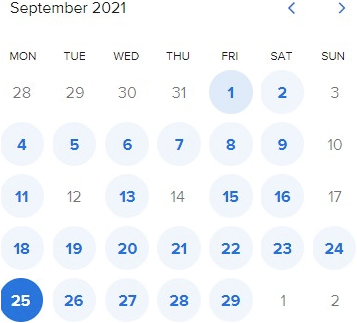 September 2021
MON TUE WED THU FRI SAT SUN
28 29 30 31 1 2 3
4 5 6 7 8 9 10
11 12 13 14 15 16 17
18 19 20 21 22 23 24
25 26 27 28 29 1 2